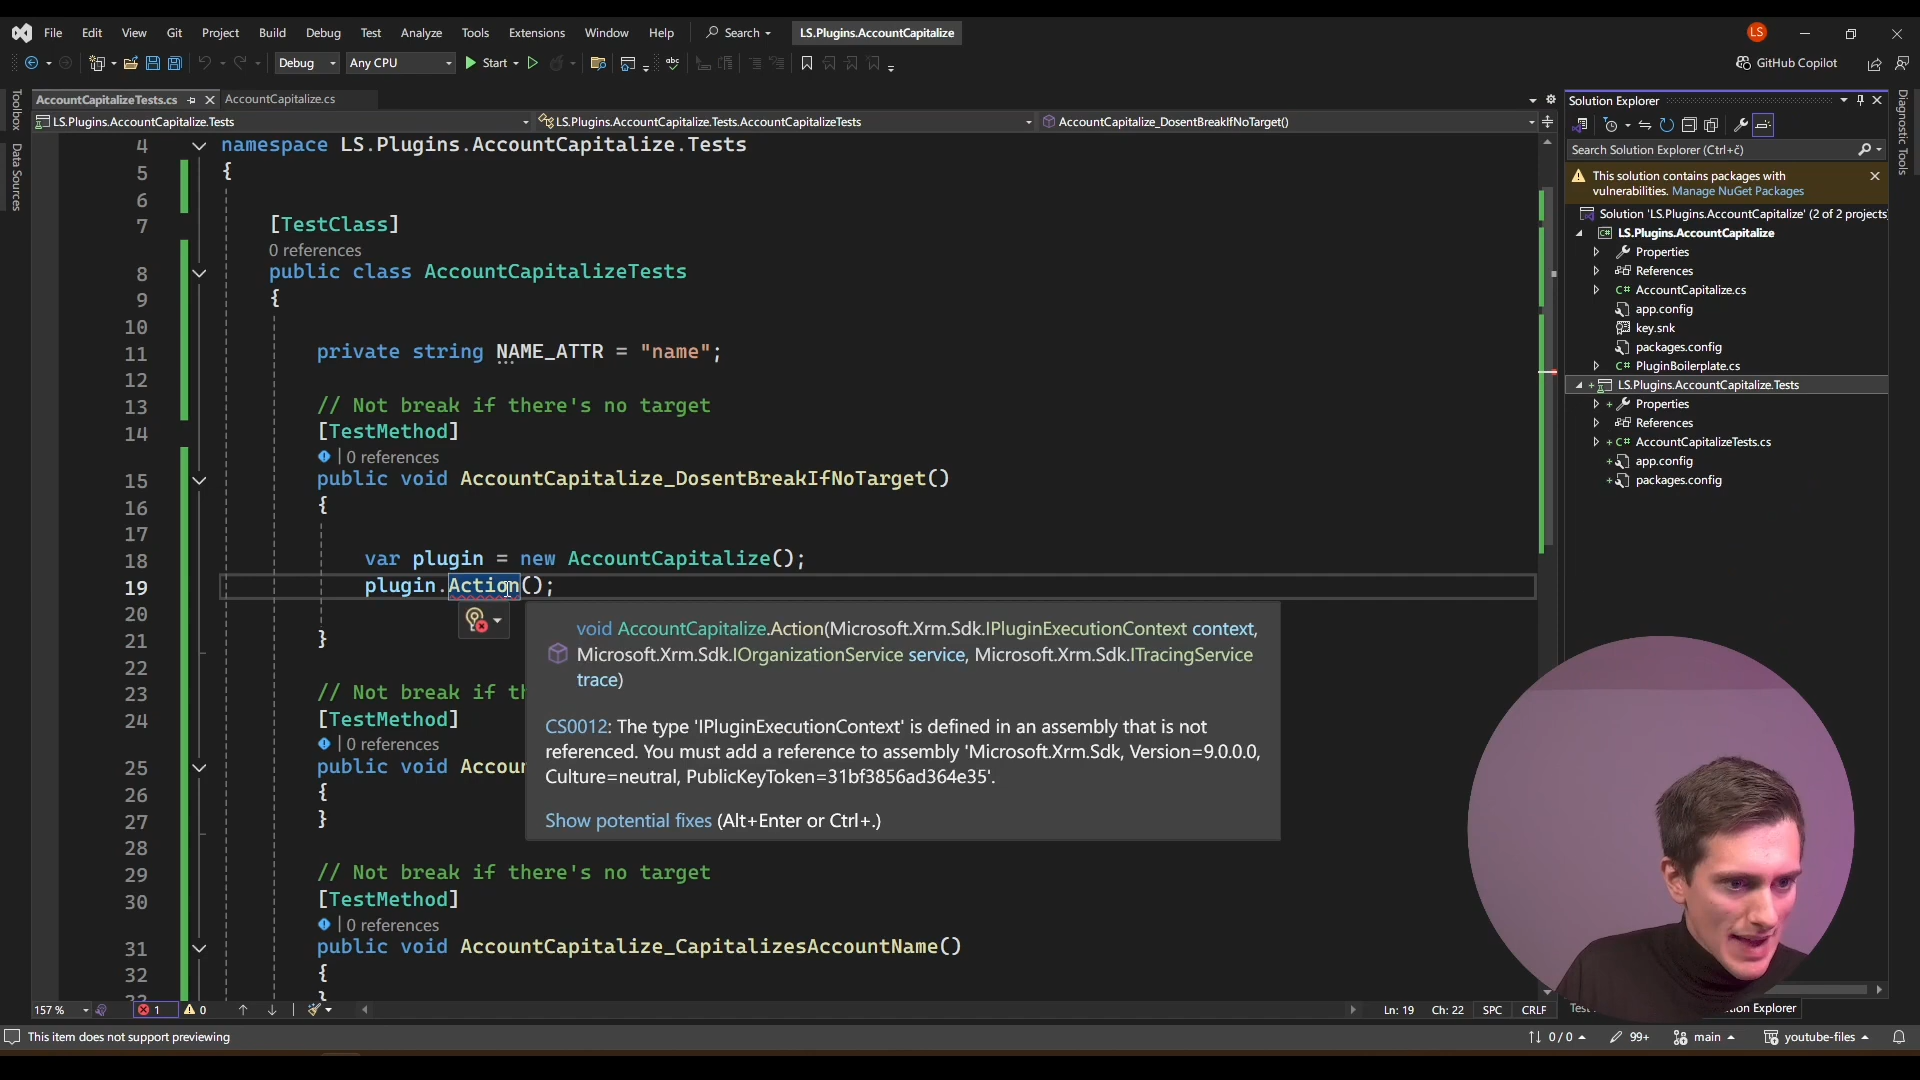 File Edit View Git Project Build Debug Test Analyze Tools Extensions Window Help Search LS.Plugins.AccountCapitalize LS
Debug Any CPU Start GitHub Copilot
AccountCapitalizeTests.cs AccountCapitalize.cs
LS.Plugins.AccountCapitalize.Tests LS.Plugins.AccountCapitalize.Tests.AccountCapitalizeTests AccountCapitalize_DosentBreakIfNoTarget()
Toolbox
Data Sources
4 namespace LS.Plugins.AccountCapitalize.Tests
5 {
6
7 [TestClass]
0 references
8 public class AccountCapitalizeTests
9 {
10
11 private string NAME_ATTR = "name";
12
13 // Not break if there's no target
14 [TestMethod]
0 references
15 public void AccountCapitalize_DosentBreakIfNoTarget()
16 {
17
18 var plugin = new AccountCapitalize();
19 plugin.Action();
20
21 }
22
23 // Not break if th
24 [TestMethod]
0 references
25 public void Accoun
26 {
27 }
28
29 // Not break if there's no target
30 [TestMethod]
0 references
31 public void AccountCapitalize_CapitalizesAccountName()
32 {
void AccountCapitalize.Action(Microsoft.Xrm.Sdk.IPluginExecutionContext context,
Microsoft.Xrm.Sdk.IOrganizationService service, Microsoft.Xrm.Sdk.ITracingService
trace)
CS0012: The type 'IPluginExecutionContext' is defined in an assembly that is not
referenced. You must add a reference to assembly 'Microsoft.Xrm.Sdk, Version=9.0.0.0,
Culture=neutral, PublicKeyToken=31bf3856ad364e35'.
Show potential fixes (Alt+Enter or Ctrl+.)
Solution Explorer
Search Solution Explorer (Ctrl+č)
This solution contains packages with
vulnerabilities. Manage NuGet Packages
Solution 'LS.Plugins.AccountCapitalize' (2 of 2 projects
LS.Plugins.AccountCapitalize
Properties
References
C# AccountCapitalize.cs
app.config
key.snk
packages.config
C# PluginBoilerplate.cs
LS.Plugins.AccountCapitalize.Tests
Properties
References
C# AccountCapitalizeTests.cs
app.config
packages.config
Diagnostic Tools
157 % 1 0 Ln: 19 Ch: 22 SPC CRLF
This item does not support previewing 0 / 0 99+ main youtube-files